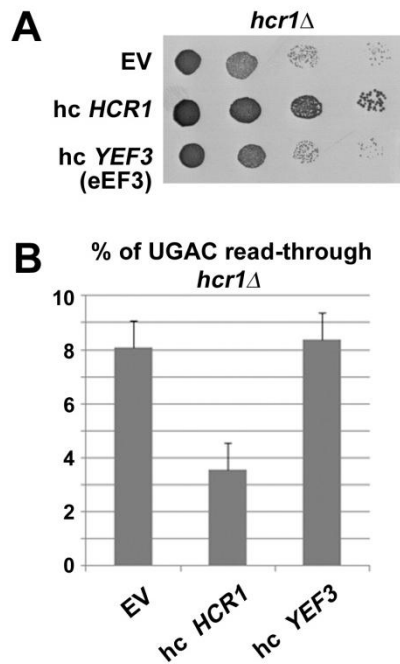 A
hcr1Δ
EV
hc HCR1
hc YEF3
(eEF3)
B
% of UGAC read-through
hcr1Δ
10
8
6
4
2
0
EV
hc HCR1
hc YEF3